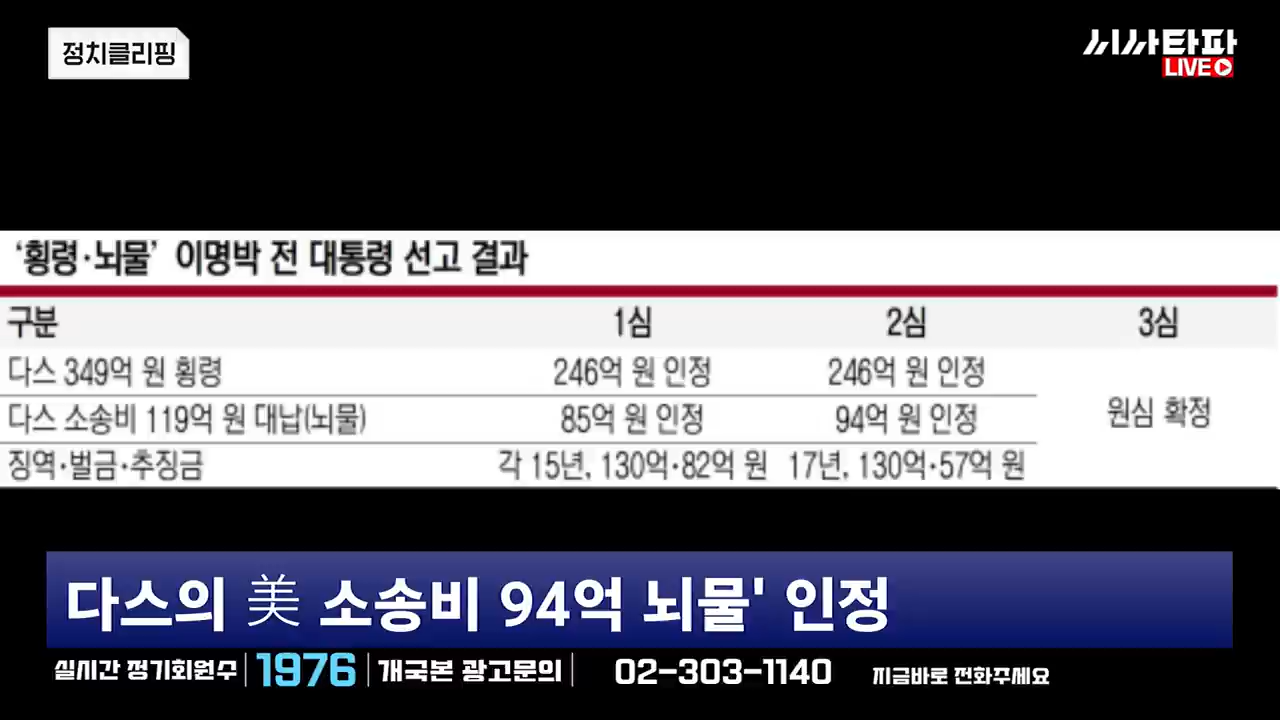 정치클리핑
씨사타파
LIVE
‘횡령·뇌물’ 이명박 전 대통령 선고 결과
구분 1심 2심 3심
다스 349억 원 횡령 246억 원 인정 246억 원 인정
다스 소송비 119억 원 대납(뇌물) 85억 원 인정 94억 원 인정 원심 확정
징역·벌금·추징금 각 15년, 130억·82억 원 17년, 130억·57억 원
다스의 美 소송비 94억 뇌물' 인정
실시간 정기회원수 1976 개국본 광고문의 02-303-1140 지금바로 전화주세요